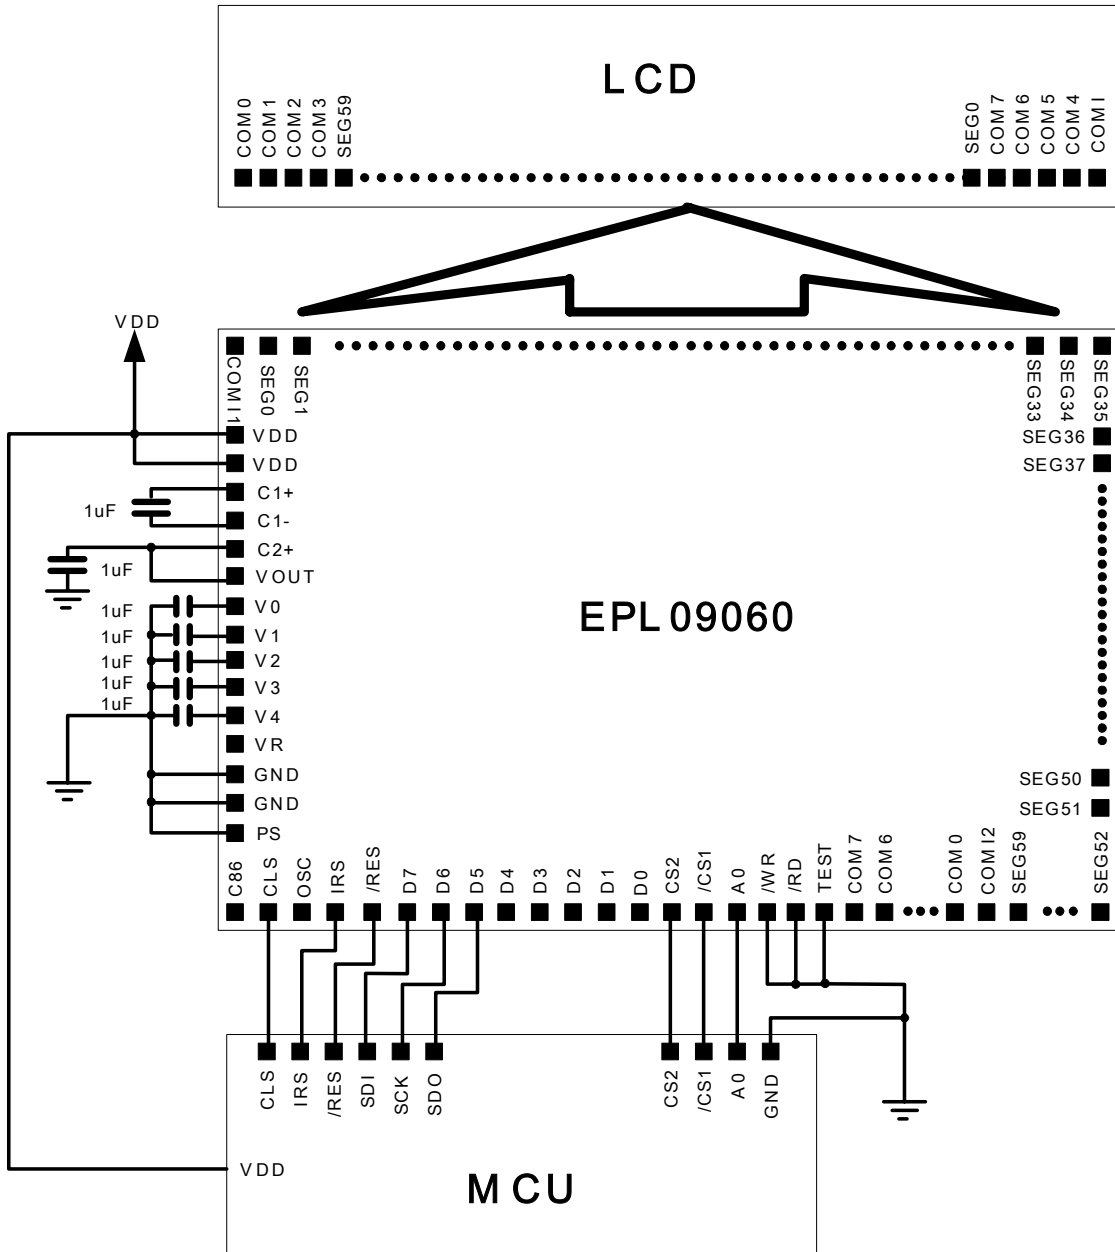 LCD
COM0
COM1
COM2
COM3
SEG59
SEG0
COM7
COM6
COM5
COM4
COMI
VDD
COMI1
SEG0
SEG1
SEG33
SEG34
SEG35
VDD
SEG36
VDD
SEG37
C1+
1uF
C1-
C2+
1uF
VOUT
1uF
V0
EPL09060
1uF
V1
1uF
V2
1uF
V3
1uF
V4
VR
GND
SEG50
GND
SEG51
PS
C86
CLS
OSC
IRS
/RES
D7
D6
D5
D4
D3
D2
D1
D0
CS2
/CS1
A0
/WR
/RD
TEST
COM7
COM6
COM0
COMI2
SEG59
SEG52
CLS
IRS
/RES
SDI
SCK
SDO
CS2
/CS1
A0
GND
VDD
MCU